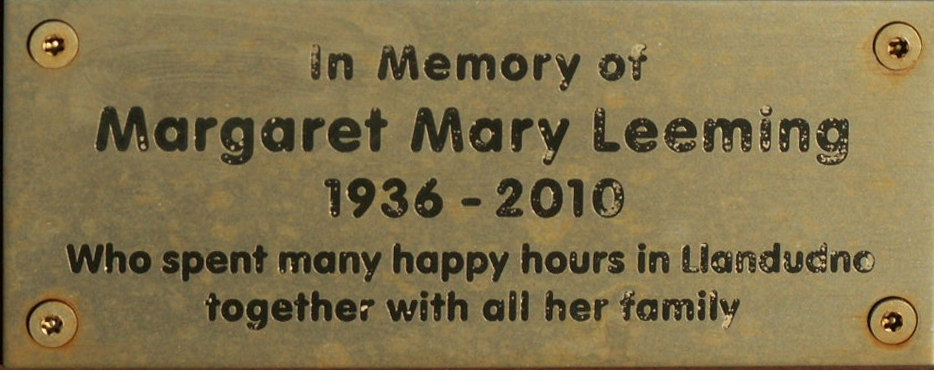 In Memory of
Margaret Mary Leeming
1936 - 2010
Who spent many happy hours in Llandudno
together with all her family